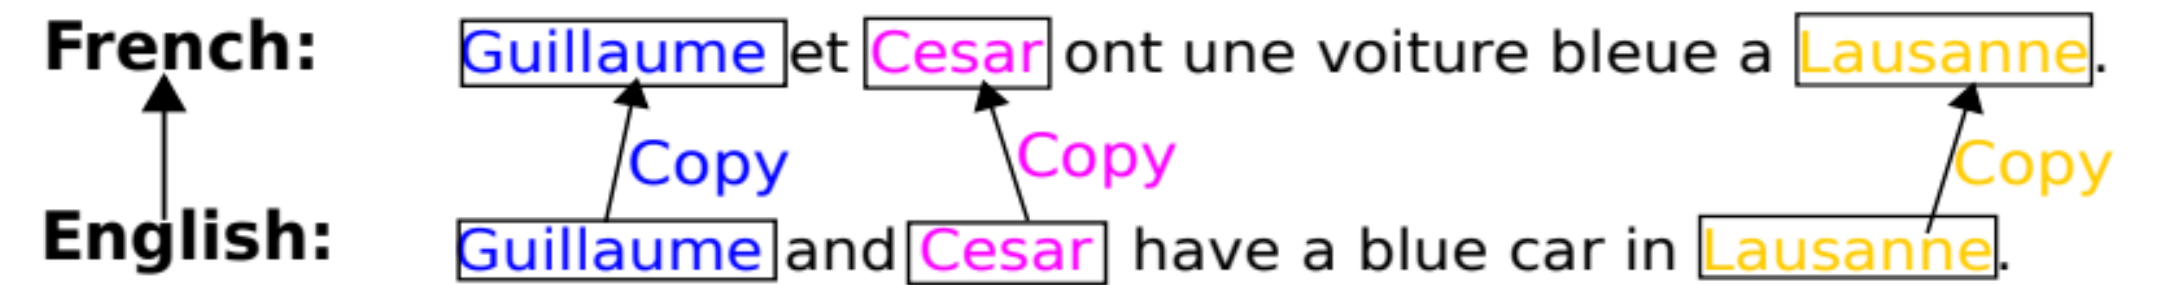 French: Guillaume et Cesar ont une voiture bleue a Lausanne.
Copy Copy Copy
English: Guillaume and Cesar have a blue car in Lausanne.